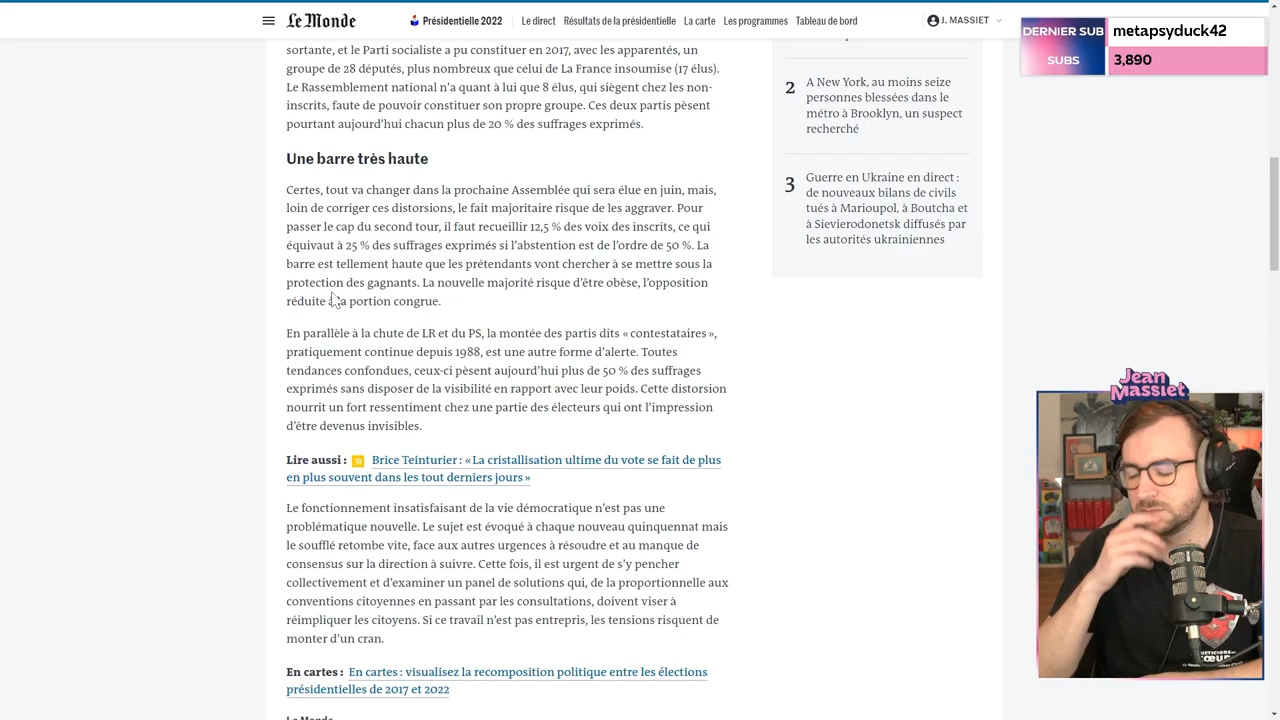 Le Monde
Présidentielle 2022
Le direct
Résultats de la présidentielle
La carte
Les programmes
Tableau de bord
J. MASSIET
DERNIER SUB
metapsyduck42
SUBS
3,890
sortante, et le Parti socialiste a pu constituer en 2017, avec les apparentés, un
groupe de 28 députés, plus nombreux que celui de La France insoumise (17 élus).
Le Rassemblement national n’a quant à lui que 8 élus, qui siègent chez les non-
inscrits, faute de pouvoir constituer son propre groupe. Ces deux partis pèsent
pourtant aujourd’hui chacun plus de 20 % des suffrages exprimés.
Une barre très haute
Certes, tout va changer dans la prochaine Assemblée qui sera élue en juin, mais,
loin de corriger ces distorsions, le fait majoritaire risque de les aggraver. Pour
passer le cap du second tour, il faut recueillir 12,5 % des voix des inscrits, ce qui
équivaut à 25 % des suffrages exprimés si l’abstention est de l’ordre de 50 %. La
barre est tellement haute que les prétendants vont chercher à se mettre sous la
protection des gagnants. La nouvelle majorité risque d’être obèse, l’opposition
réduite à la portion congrue.
En parallèle à la chute de LR et du PS, la montée des partis dits « contestataires »,
pratiquement continue depuis 1988, est une autre forme d’alerte. Toutes
tendances confondues, ceux-ci pèsent aujourd’hui plus de 50 % des suffrages
exprimés sans disposer de la visibilité en rapport avec leur poids. Cette distorsion
nourrit un fort ressentiment chez une partie des électeurs qui ont l’impression
d’être devenus invisibles.
Lire aussi : Brice Teinturier : « La cristallisation ultime du vote se fait de plus
en plus souvent dans les tout derniers jours »
Le fonctionnement insatisfaisant de la vie démocratique n’est pas une
problématique nouvelle. Le sujet est évoqué à chaque nouveau quinquennat mais
le soufflé retombe vite, face aux autres urgences à résoudre et au manque de
consensus sur la direction à suivre. Cette fois, il est urgent de s’y pencher
collectivement et d’examiner un panel de solutions qui, de la proportionnelle aux
conventions citoyennes en passant par les consultations, doivent viser à
réimpliquer les citoyens. Si ce travail n’est pas entrepris, les tensions risquent de
monter d’un cran.
En cartes : En cartes : visualisez la recomposition politique entre les élections
présidentielles de 2017 et 2022
Le Monde
2
A New York, au moins seize
personnes blessées dans le
métro à Brooklyn, un suspect
recherché
3
Guerre en Ukraine en direct :
de nouveaux bilans de civils
tués à Marioupol, à Boutcha et
à Sievierodonetsk diffusés par
les autorités ukrainiennes
Jean
Massiet